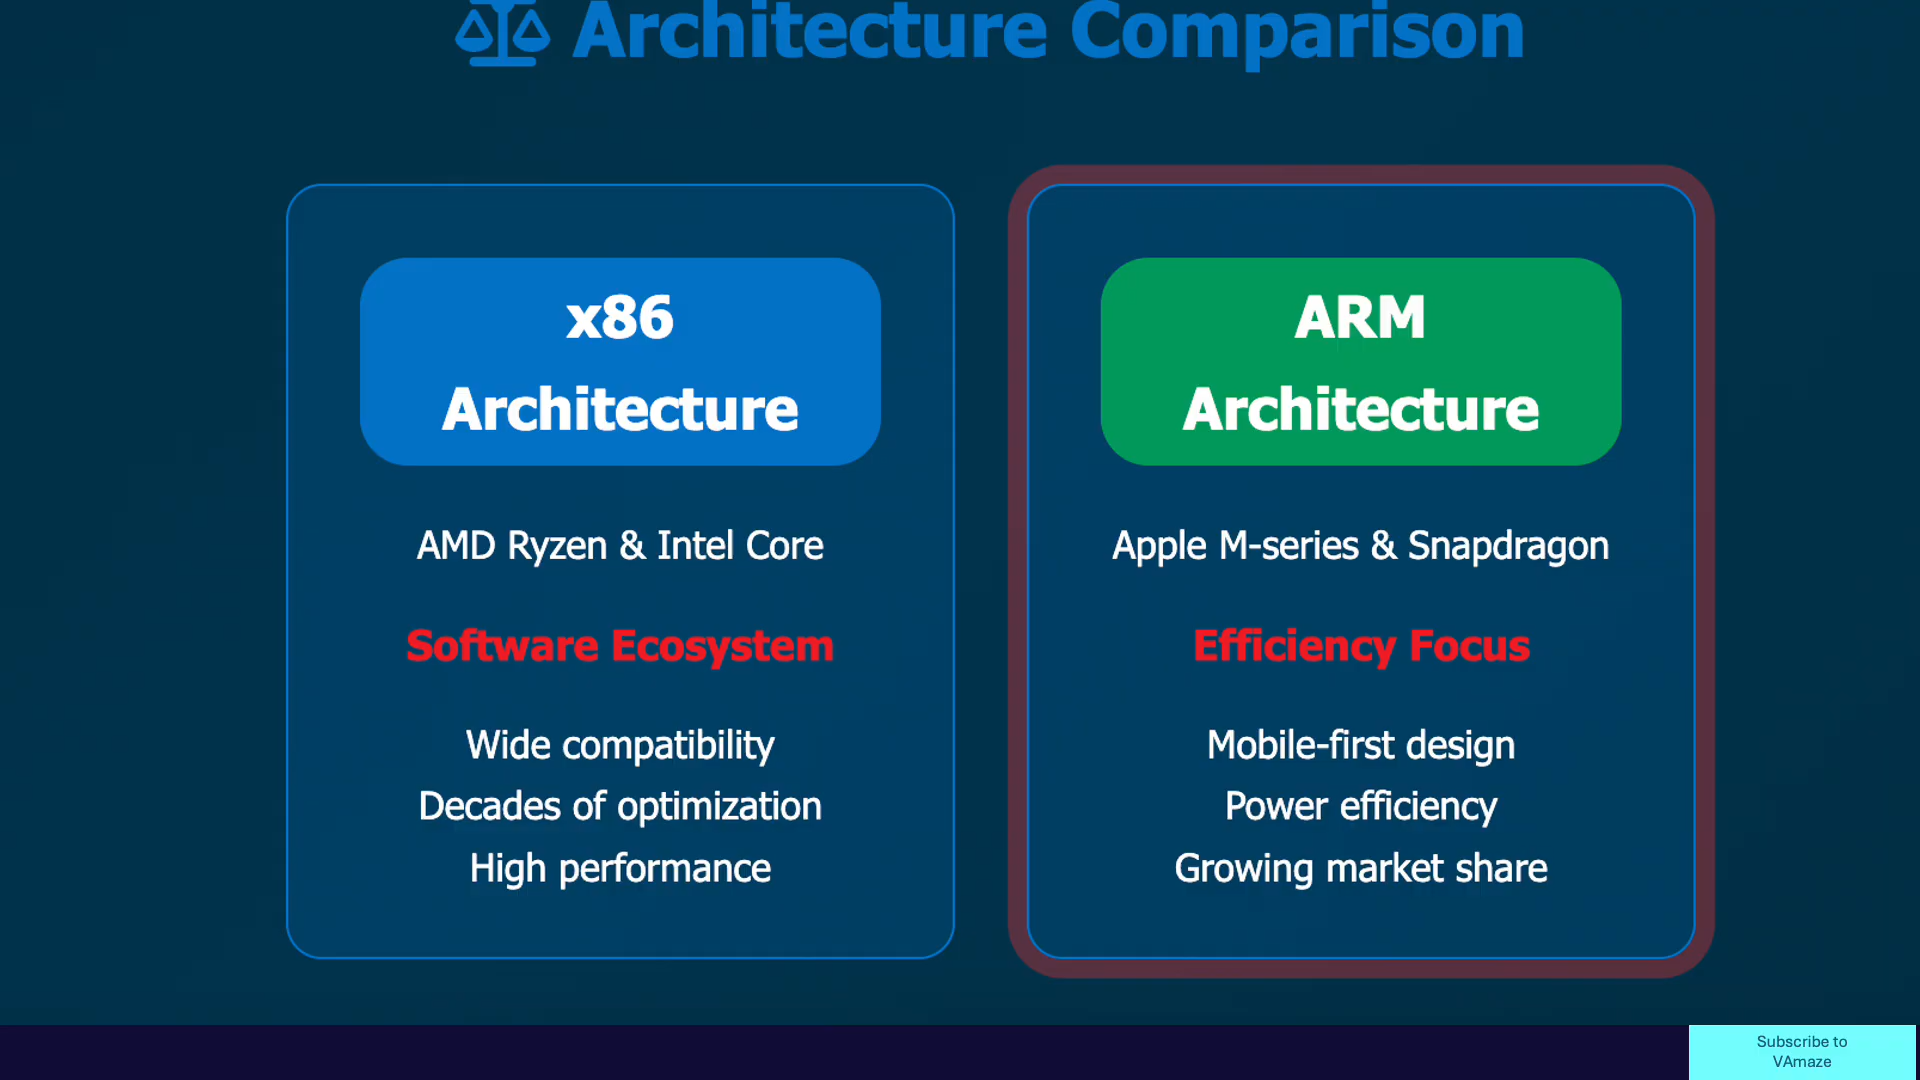 Architecture Comparison
x86
Architecture
AMD Ryzen & Intel Core
Software Ecosystem
Wide compatibility
Decades of optimization
High performance
ARM
Architecture
Apple M-series & Snapdragon
Efficiency Focus
Mobile-first design
Power efficiency
Growing market share
Subscribe to
VAmaze